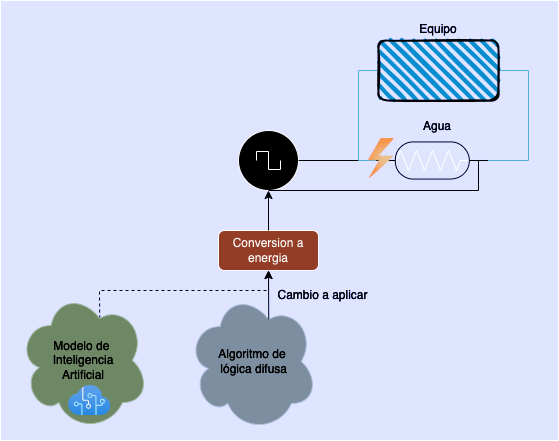 Equipo
Agua
Conversion a
energia
Cambio a aplicar
Modelo de
Inteligencia
Artificial
Algoritmo de
lógica difusa